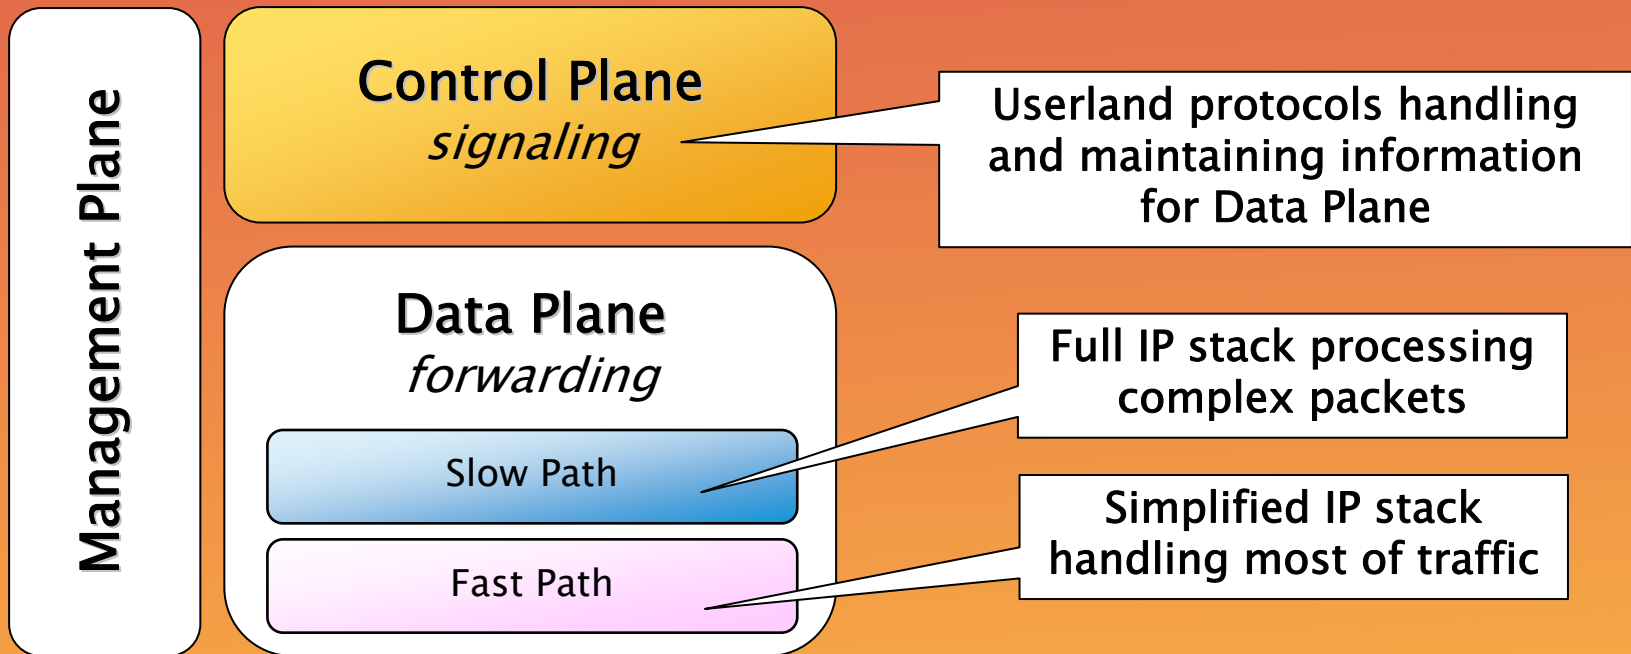 Management Plane
Control Plane
signaling
Userland protocols handling
and maintaining information
for Data Plane
Data Plane
forwarding
Slow Path
Full IP stack processing
complex packets
Fast Path
Simplified IP stack
handling most of traffic